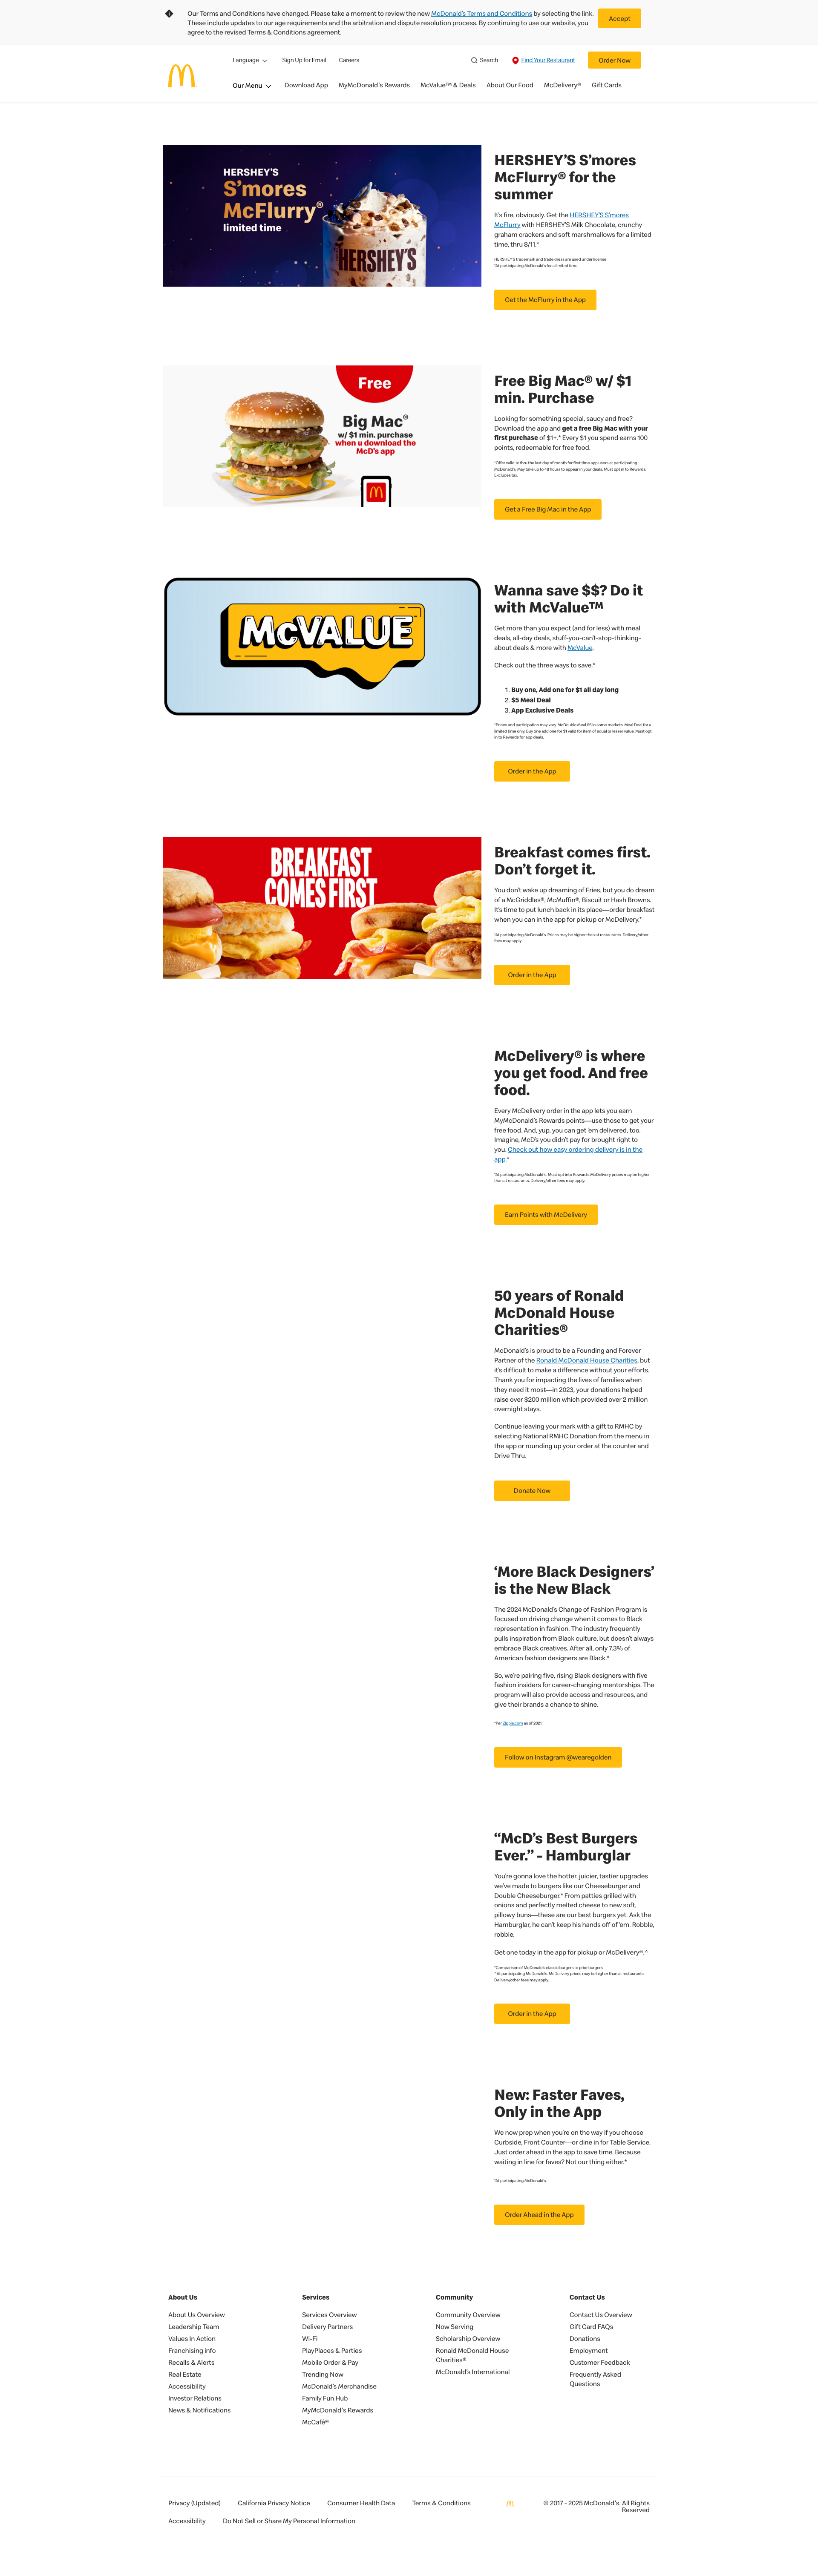 Our Terms and Conditions have changed. Please take a moment to review the new McDonald's Terms and Conditions by selecting the link.
These include updates to our age requirements and the arbitration and dispute resolution process. By continuing to use our website, you
agree to the revised Terms & Conditions agreement.
Accept
Language
Sign Up for Email
Careers
Search
Find Your Restaurant
Order Now
Our Menu
Download App
MyMcDonald's Rewards
McValue™ & Deals
About Our Food
McDelivery®
Gift Cards
HERSHEY'S
S'mores
McFlurry®
limited time
HERSHEY'S
HERSHEY'S S'mores
McFlurry® for the
summer
It's fire, obviously. Get the HERSHEY'S S'mores
McFlurry with HERSHEY'S Milk Chocolate, crunchy
graham crackers and soft marshmallows for a limited
time, thru 8/11.*
HERSHEY'S trademark and trade dress are used under license
*At participating McDonald's for a limited time.
Get the McFlurry in the App
Free
Big Mac®
w/ $1 min. purchase
when u download the
McD's app
Free Big Mac® w/ $1
min. Purchase
Looking for something special, saucy and free?
Download the app and get a free Big Mac with your
first purchase of $1+.* Every $1 you spend earns 100
points, redeemable for free food.
*Offer valid 1x thru the last day of month for first time app users at participating
McDonald's. May take up to 48 hours to appear in your deals. Must opt in to Rewards.
Excludes tax.
Get a Free Big Mac in the App
McVALUE
Wanna save $$? Do it
with McValue™
Get more than you expect (and for less) with meal
deals, all-day deals, stuff-you-can't-stop-thinking-
about deals & more with McValue.
Check out the three ways to save.*
1. Buy one, Add one for $1 all day long
2. $5 Meal Deal
3. App Exclusive Deals
*Prices and participation may vary. McDouble Meal $6 in some markets. Meal Deal for a
limited time only. Buy one add one for $1 valid for item of equal or lesser value. Must opt
in to Rewards for app deals.
Order in the App
BREAKFAST
COMES FIRST
Breakfast comes first.
Don't forget it.
You don't wake up dreaming of Fries, but you do dream
of a McGriddles®, McMuffin®, Biscuit or Hash Browns.
It's time to put lunch back in its place—order breakfast
when you can in the app for pickup or McDelivery.*
*At participating McDonald's. Prices may be higher than at restaurants. Delivery/other
fees may apply.
Order in the App
McDelivery® is where
you get food. And free
food.
Every McDelivery order in the app lets you earn
MyMcDonald's Rewards points—use those to get your
free food. And, yup, you can get 'em delivered, too.
Imagine, McD's you didn't pay for brought right to
you. Check out how easy ordering delivery is in the
app.*
*At participating McDonald's. Must opt into Rewards. McDelivery prices may be higher
than at restaurants. Delivery/other fees may apply.
Earn Points with McDelivery
50 years of Ronald
McDonald House
Charities®
McDonald's is proud to be a Founding and Forever
Partner of the Ronald McDonald House Charities, but
it's difficult to make a difference without your efforts.
Thank you for impacting the lives of families when
they need it most—in 2023, your donations helped
raise over $200 million which provided over 2 million
overnight stays.
Continue leaving your mark with a gift to RMHC by
selecting National RMHC Donation from the menu in
the app or rounding up your order at the counter and
Drive Thru.
Donate Now
'More Black Designers'
is the New Black
The 2024 McDonald's Change of Fashion Program is
focused on driving change when it comes to Black
representation in fashion. The industry frequently
pulls inspiration from Black culture, but doesn't always
embrace Black creatives. After all, only 7.3% of
American fashion designers are Black.*
So, we're pairing five, rising Black designers with five
fashion insiders for career-changing mentorships. The
program will also provide access and resources, and
give their brands a chance to shine.
*Per Zippia.com as of 2021.
Follow on Instagram @wearegolden
“McD's Best Burgers
Ever.” - Hamburglar
You're gonna love the hotter, juicier, tastier upgrades
we've made to burgers like our Cheeseburger and
Double Cheeseburger.* From patties grilled with
onions and perfectly melted cheese to new soft,
pillowy buns—these are our best burgers yet. Ask the
Hamburglar, he can't keep his hands off of 'em. Robble,
robble.
Get one today in the app for pickup or McDelivery®.^
*Comparison of McDonald's classic burgers to prior burgers.
^At participating McDonald's. McDelivery prices may be higher than at restaurants.
Delivery/other fees may apply.
Order in the App
New: Faster Faves,
Only in the App
We now prep when you're on the way if you choose
Curbside, Front Counter—or dine in for Table Service.
Just order ahead in the app to save time. Because
waiting in line for faves? Not our thing either.*
*At participating McDonald's.
Order Ahead in the App
About Us
About Us Overview
Leadership Team
Values In Action
Franchising info
Recalls & Alerts
Real Estate
Accessibility
Investor Relations
News & Notifications
Services
Services Overview
Delivery Partners
Wi-Fi
PlayPlaces & Parties
Mobile Order & Pay
Trending Now
McDonald's Merchandise
Family Fun Hub
MyMcDonald's Rewards
McCafé®
Community
Community Overview
Now Serving
Scholarship Overview
Ronald McDonald House
Charities®
McDonald's International
Contact Us
Contact Us Overview
Gift Card FAQs
Donations
Employment
Customer Feedback
Frequently Asked
Questions
Privacy (Updated)
California Privacy Notice
Consumer Health Data
Terms & Conditions
Accessibility
Do Not Sell or Share My Personal Information
© 2017 - 2025 McDonald's. All Rights
Reserved